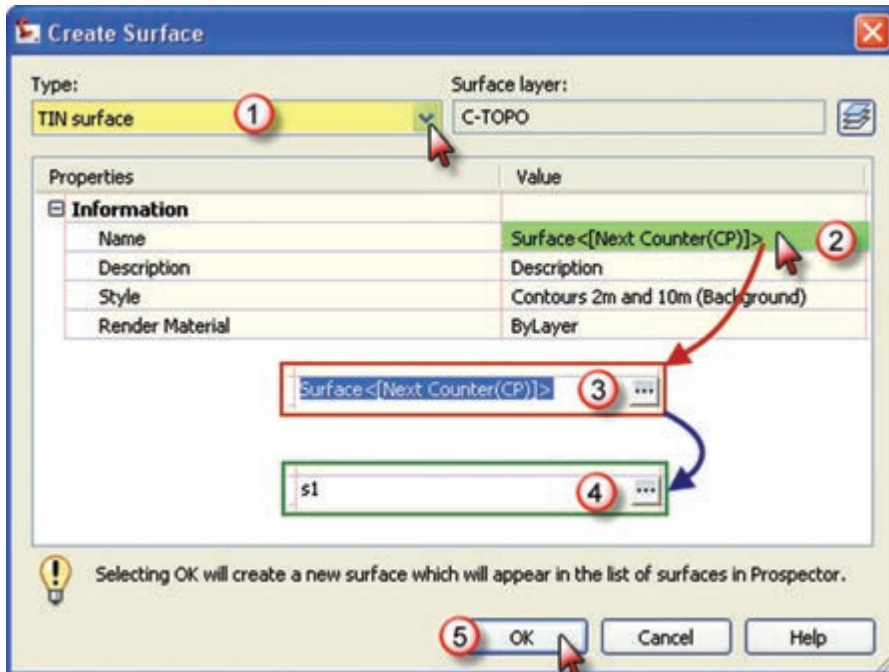 Create Surface
Type:
Surface layer:
TIN surface
1
C-TOPO
Properties
Value
Information
Name
Surface<[Next Counter(CP)]>
2
Description
Description
Style
Contours 2m and 10m (Background)
Render Material
ByLayer
Surface<[Next Counter(CP)]>
3
...
s1
4
...
Selecting OK will create a new surface which will appear in the list of surfaces in Prospector.
5
OK
Cancel
Help